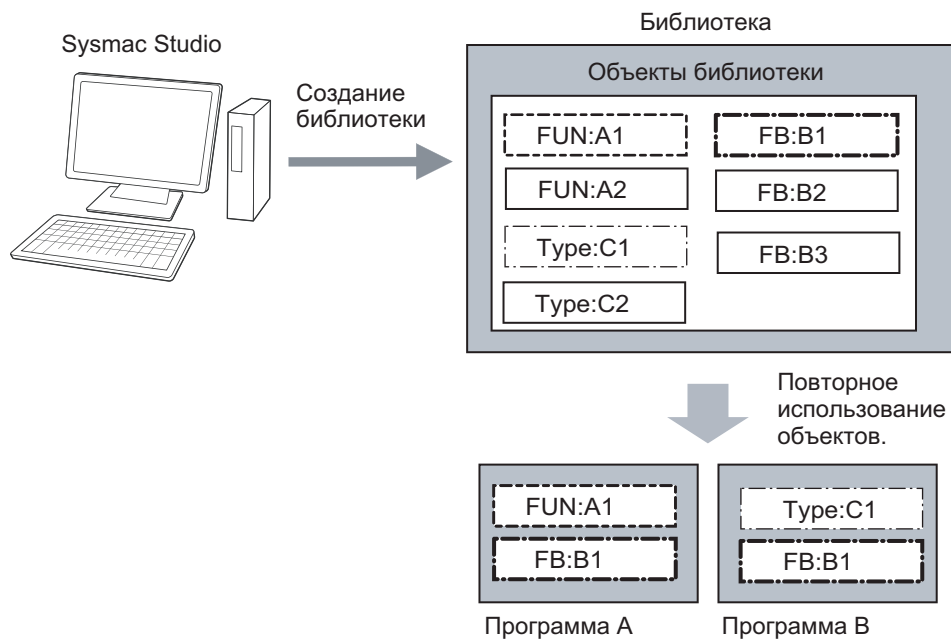 Библиотека
Sysmac Studio
Объекты библиотеки
Создание
библиотеки
FUN:A1
FB:B1
FUN:A2
FB:B2
Type:C1
FB:B3
Type:C2
Повторное
использование
объектов.
FUN:A1
Type:C1
FB:B1
FB:B1
Программа A
Программа B